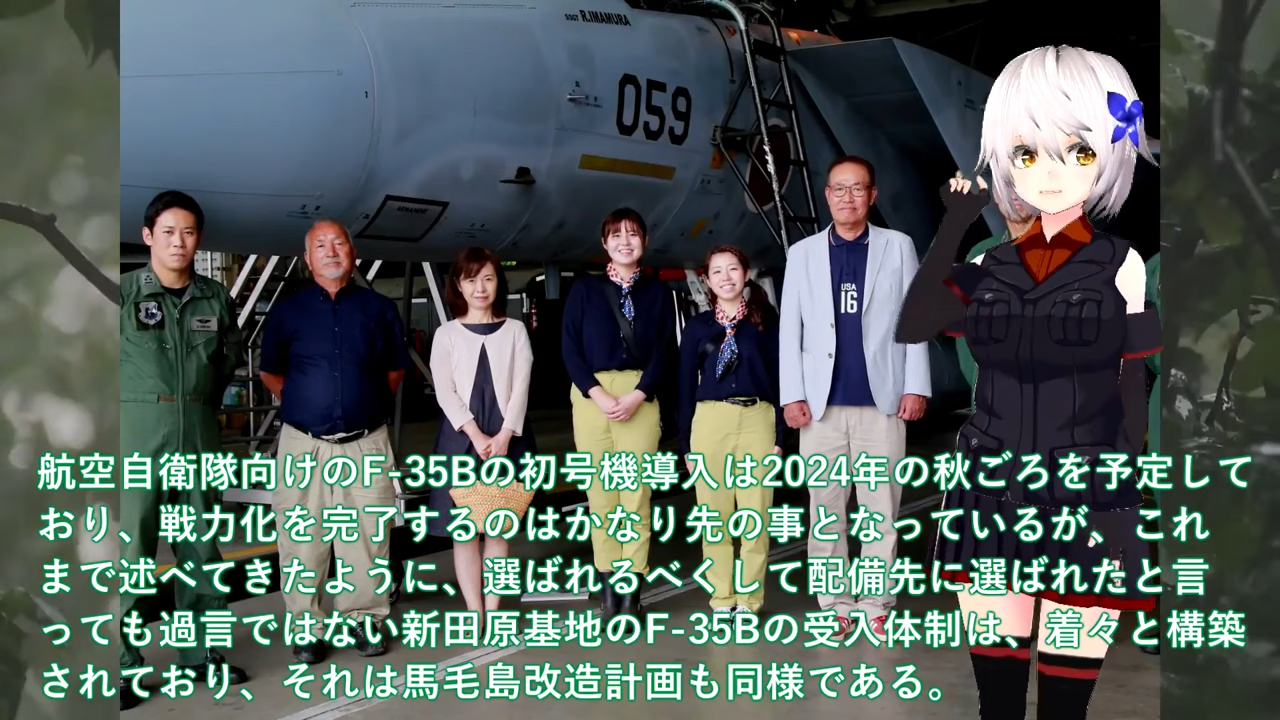 SSGT R.IMAMURA
059
USA
16
航空自衛隊向けのF-35Bの初号機導入は2024年の秋ごろを予定して
おり、戦力化を完了するのはかなり先の事となっているが、これ
まで述べてきたように、選ばれるべくして配備先に選ばれたと言
っても過言ではない新田原基地のF-35Bの受入体制は、着々と構築
されており、それは馬毛島改造計画も同様である。